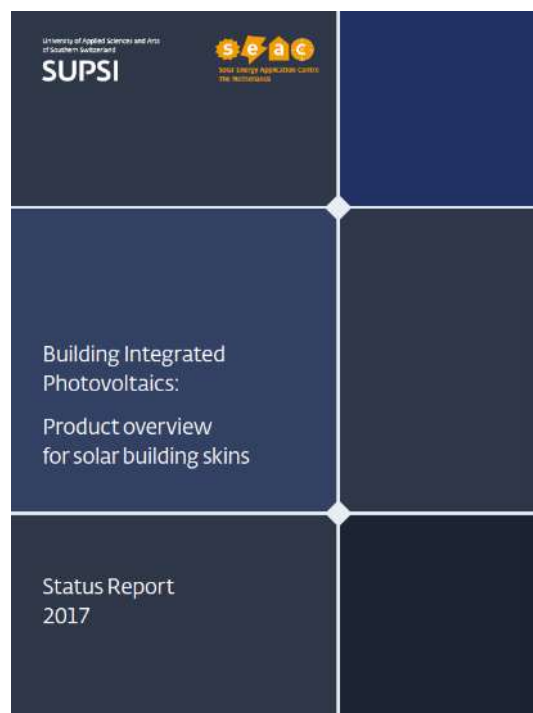 University of Applied Sciences and Arts
of Southern Switzerland
SUPSI
seac
Solar Energy Application Centre
The Netherlands
Building Integrated
Photovoltaics:
Product overview
for solar building skins
Status Report
2017